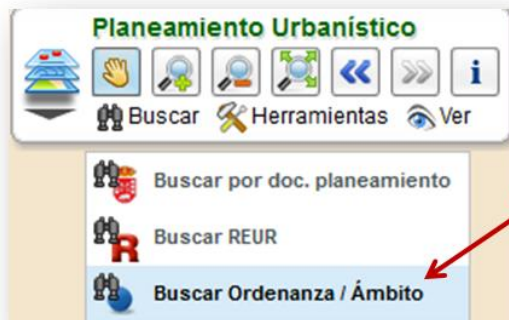 Planeamiento Urbanístico
i
Buscar Herramientas Ver
Buscar por doc. planeamiento
R Buscar REUR
Buscar Ordenanza / Ámbito